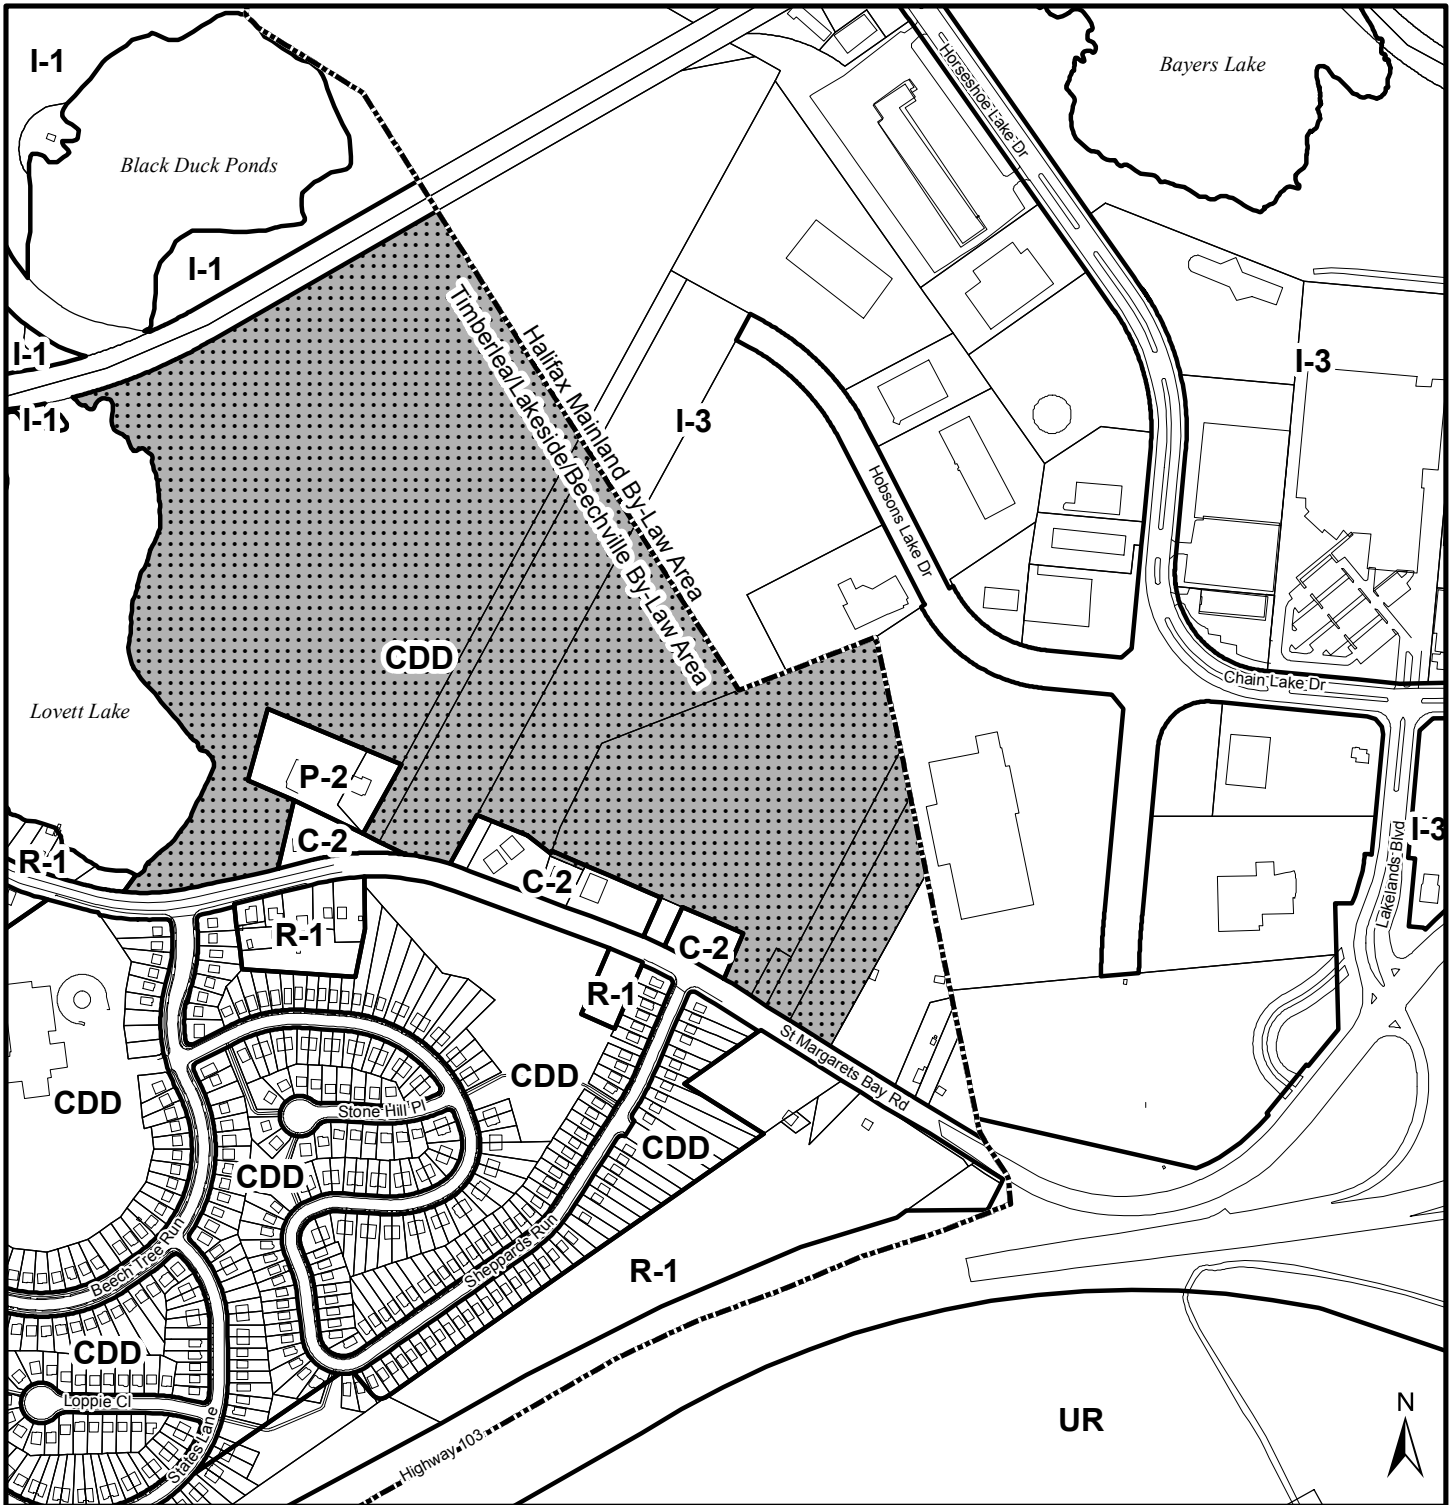 I-1
Bayers Lake
Horseshoe Lake Dr
Black Duck Ponds
I-1
I-1
I-1
Halifax Mainland By-Law Area
Timberlea/Lakeside/Beechville By-Law Area
I-3
I-3
Hobsons Lake Dr
CDD
Chain Lake Dr
Lovett Lake
P-2
C-2
R-1
C-2
I-3
Lakelands Blvd
R-1
C-2
R-1
St Margarets Bay Rd
CDD
CDD
Stone Hill Pl
CDD
CDD
Sheppards Run
Beech Tree Run
R-1
CDD
Loppie Cl
States Lane
Highway 103
UR
N